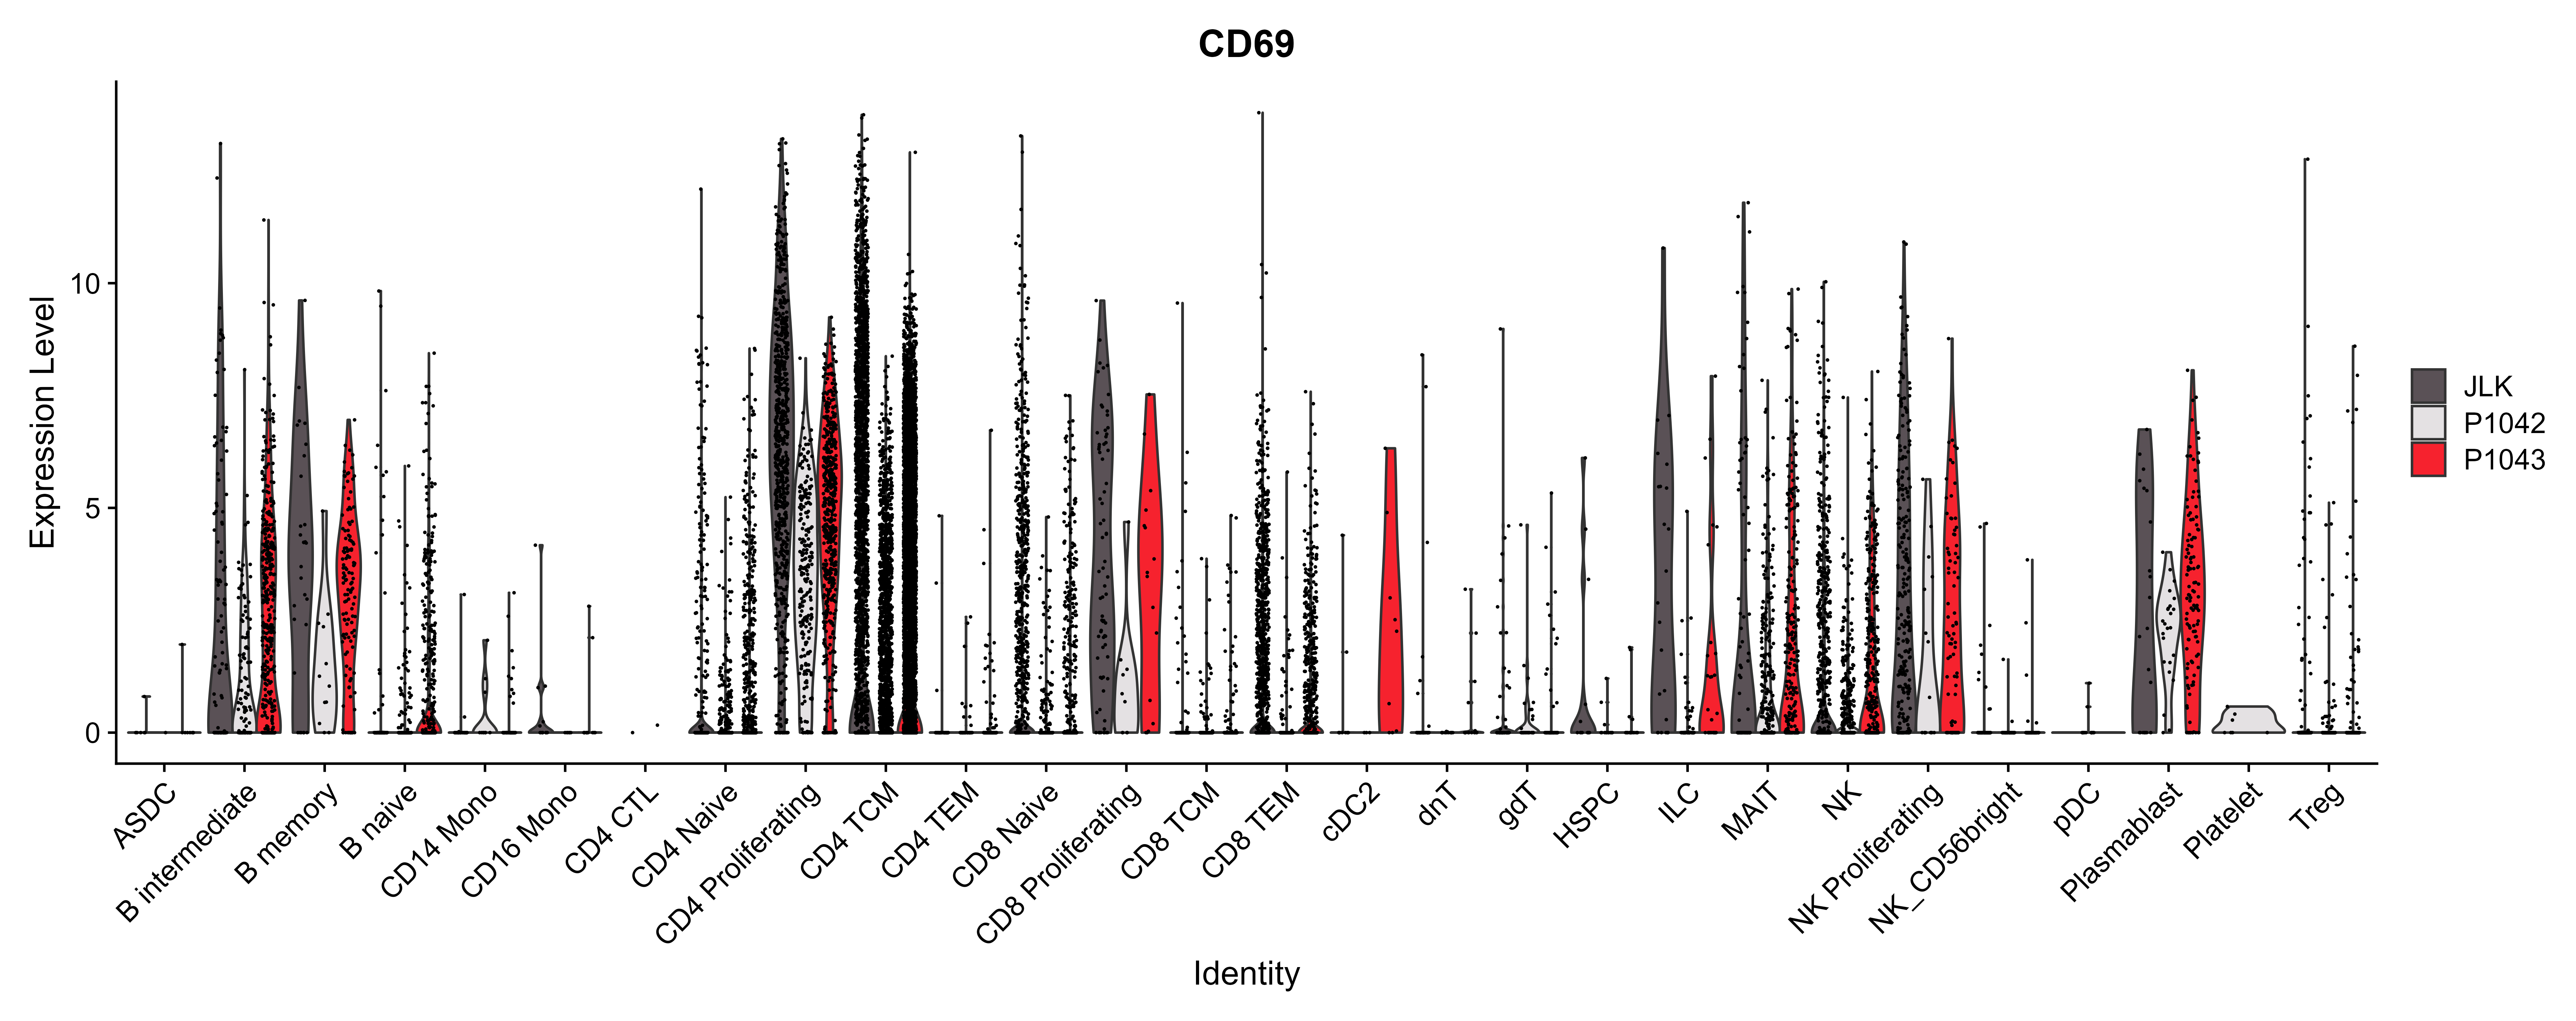 CD69
Expression Level
10
5
0
JLK
P1042
P1043
ASDC
B intermediate
B memory
B naive
CD14 Mono
CD16 Mono
CD4 CTL
CD4 Naive
CD4 Proliferating
CD4 TCM
CD4 TEM
CD8 Naive
CD8 Proliferating
CD8 TCM
CD8 TEM
cDC2
dnT
gdT
HSPC
ILC
MAIT
NK
NK Proliferating
NK_CD56bright
pDC
Plasmablast
Platelet
Treg
Identity